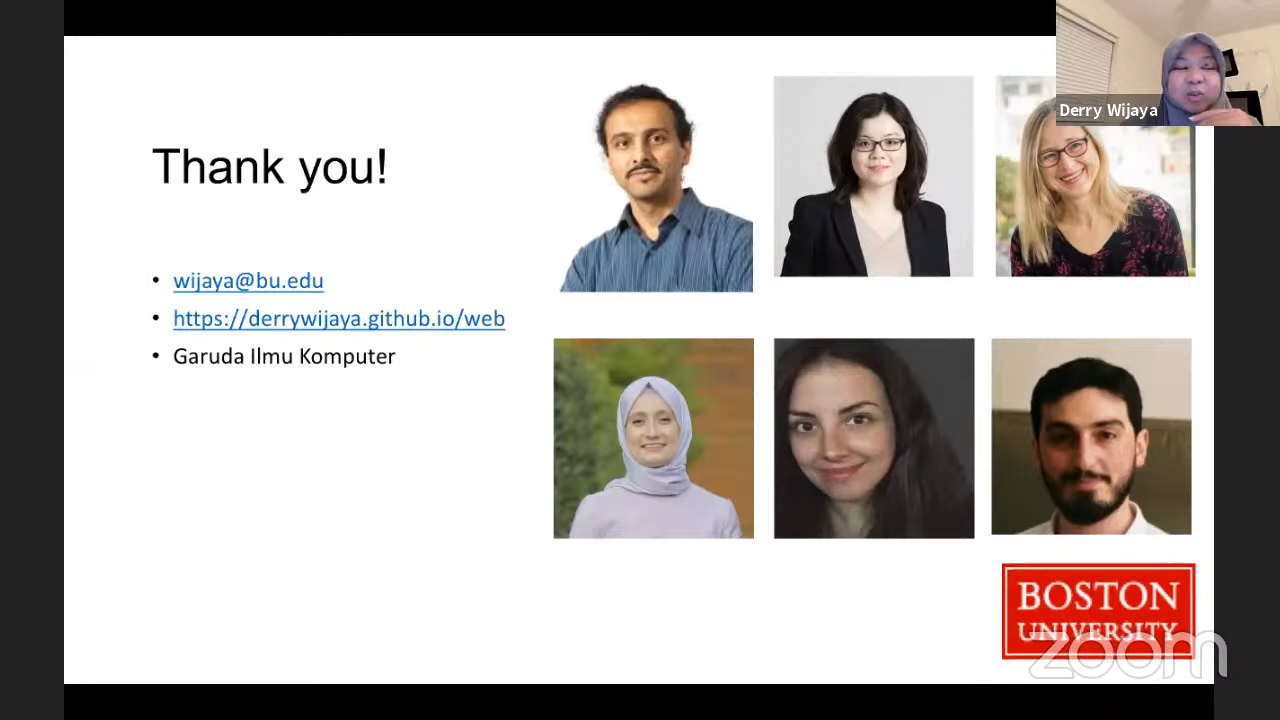 Derry Wijaya
Thank you!
• wijaya@bu.edu
• https://derrywijaya.github.io/web
• Garuda Ilmu Komputer
BOSTON
UNIVERSITY
zoom